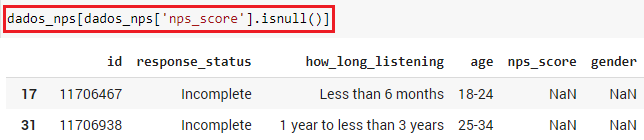 dados_nps[dados_nps['nps_score'].isnull()]
id response_status how_long_listening age nps_score gender
17 11706467 Incomplete Less than 6 months 18-24 NaN NaN
31 11706938 Incomplete 1 year to less than 3 years 25-34 NaN NaN